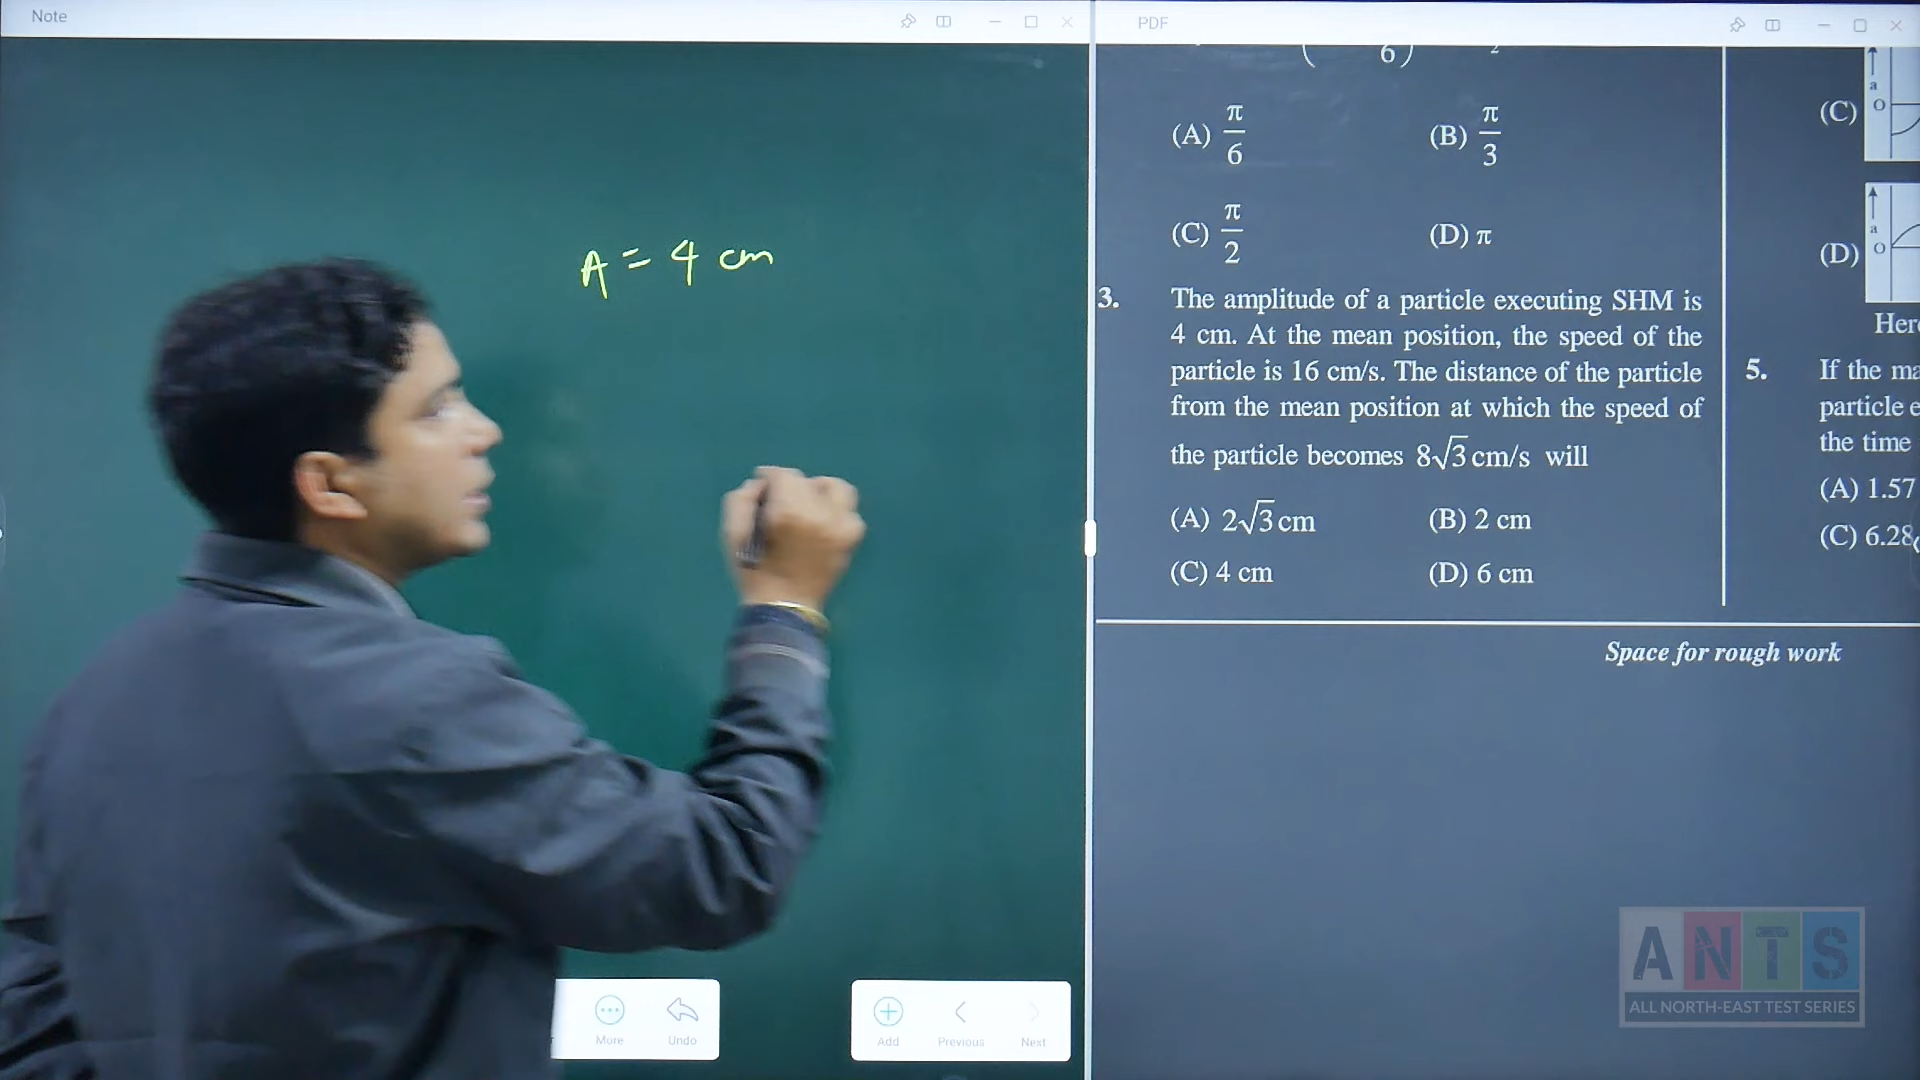 Note
PDF
A = 4 cm
( 6) 2
(A) π/6 (B) π/3
(C) π/2 (D) π
3. The amplitude of a particle executing SHM is
4 cm. At the mean position, the speed of the
particle is 16 cm/s. The distance of the particle
from the mean position at which the speed of
the particle becomes 8√3 cm/s will
(A) 2√3 cm (B) 2 cm
(C) 4 cm (D) 6 cm
(C) a O
(D) a O
5. If the
particle
the time
(A) 1.57
(C) 6.28
Space for rough work
More Undo
Add Previous Next
ANTS
ALL NORTH-EAST TEST SERIES